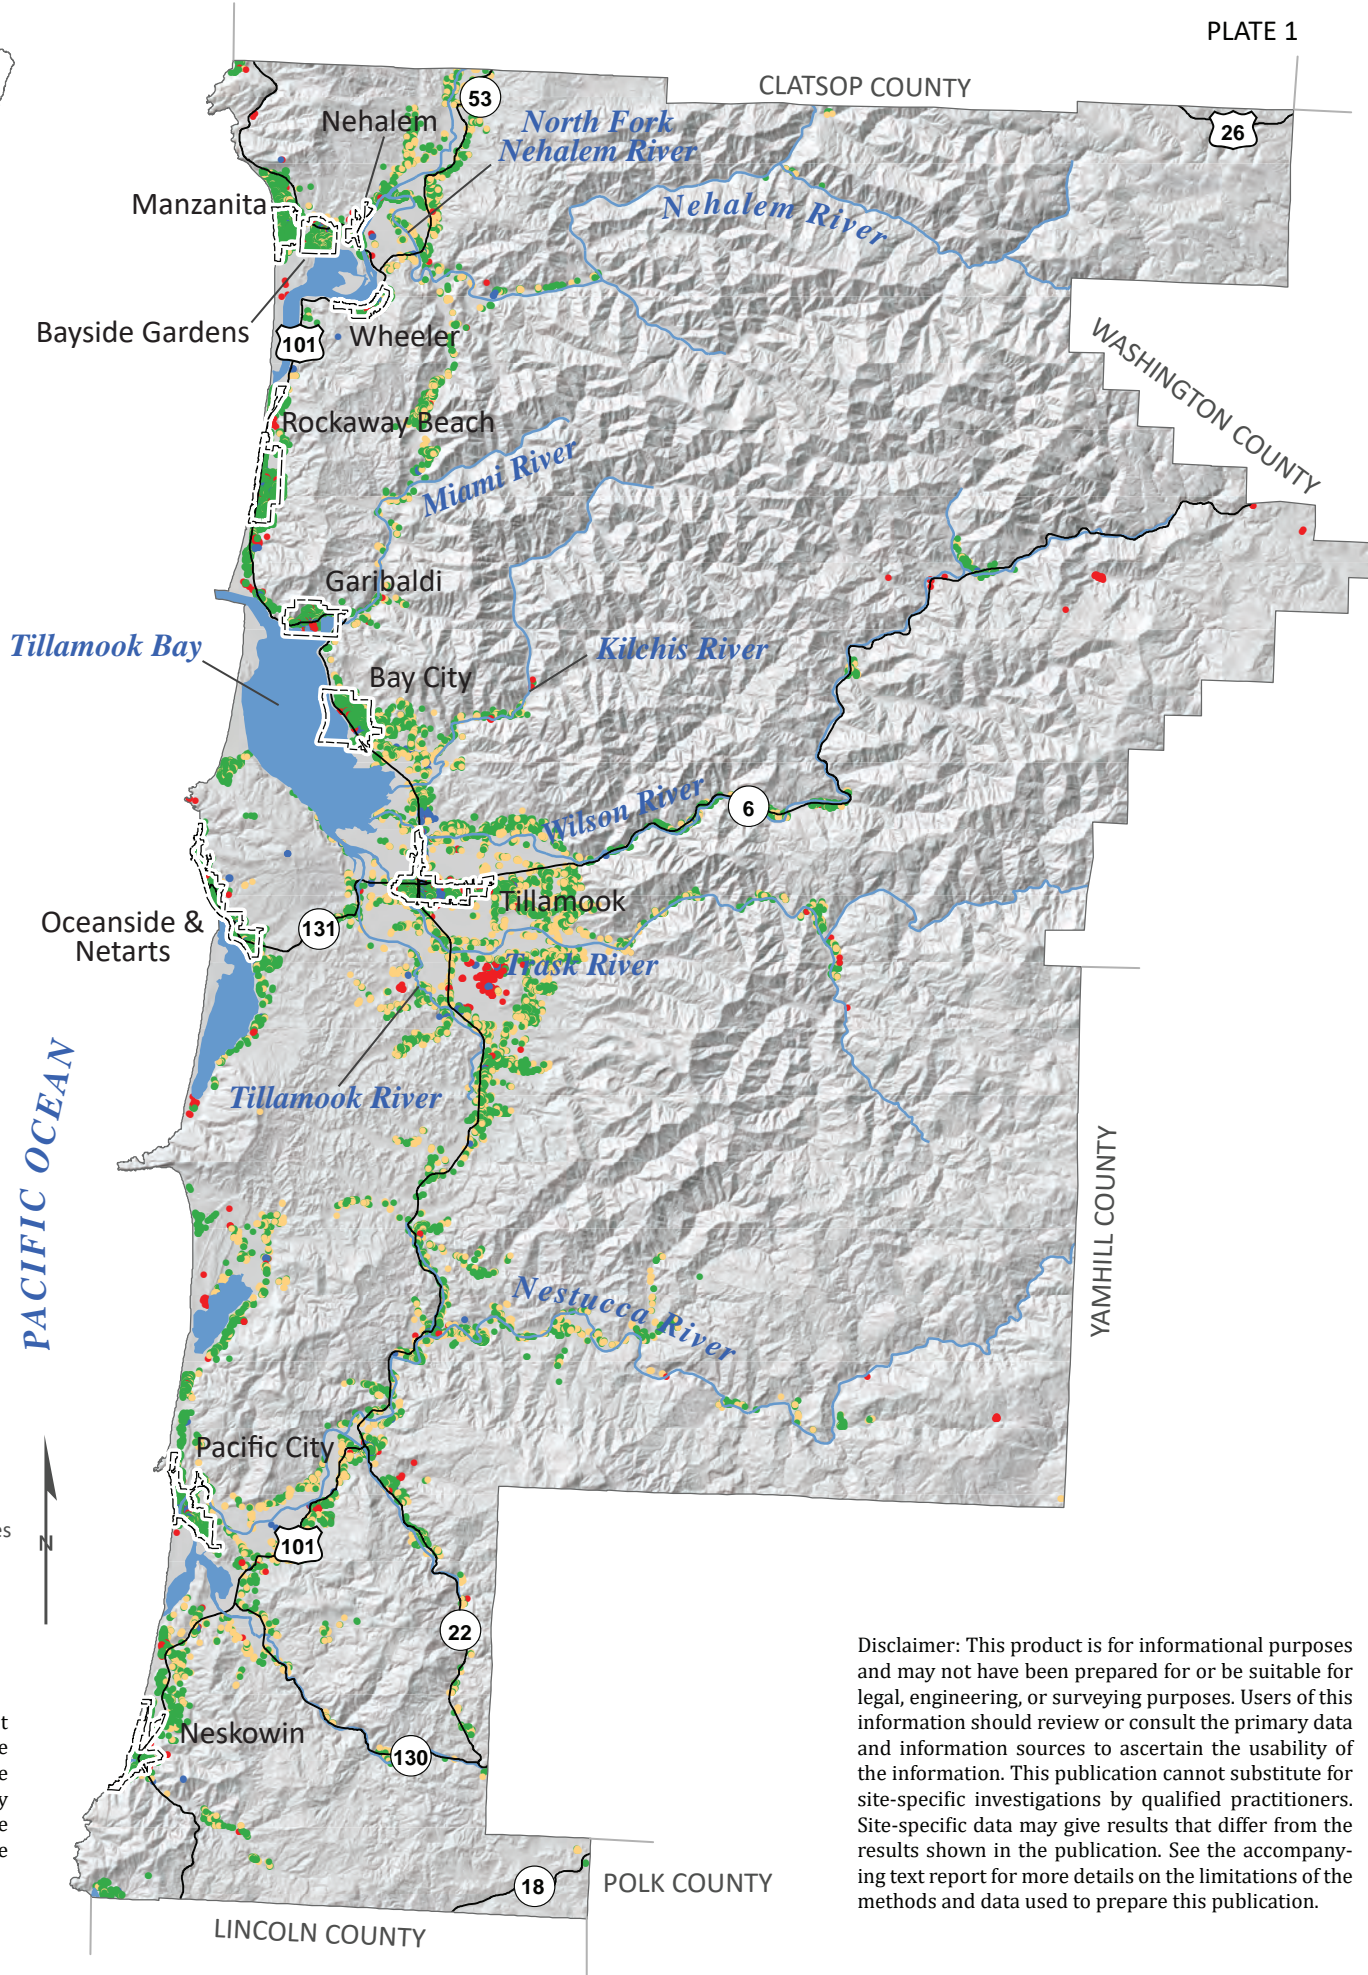 PLATE 1
CLATSOP COUNTY
53
26
Nehalem
North Fork
Nehalem River
Manzanita
Nehalem River
Bayside Gardens
101
Wheeler
WASHINGTON COUNTY
Rockaway Beach
Miami River
Garibaldi
Tillamook Bay
Kilchis River
Bay City
Wilson River
6
Tillamook
Oceanside &
Netarts
131
Trask River
Tillamook River
PACIFIC OCEAN
YAMHILL COUNTY
Nestucca River
Pacific City
es
N
101
22
Neskowin
130
t
e
e
y
e
e
18
POLK COUNTY
LINCOLN COUNTY
Disclaimer: This product is for informational purposes
and may not have been prepared for or be suitable for
legal, engineering, or surveying purposes. Users of this
information should review or consult the primary data
and information sources to ascertain the usability of
the information. This publication cannot substitute for
site-specific investigations by qualified practitioners.
Site-specific data may give results that differ from the
results shown in the publication. See the accompany-
ing text report for more details on the limitations of the
methods and data used to prepare this publication.